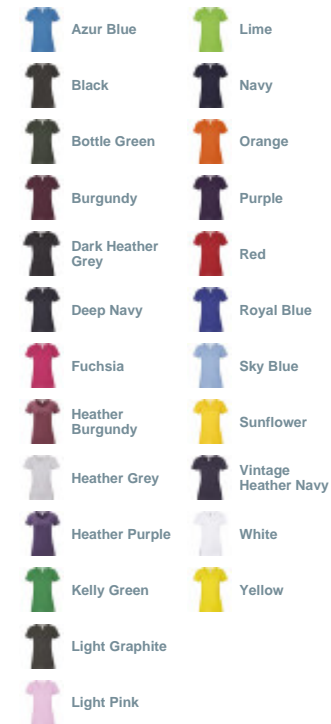 Azur Blue
Black
Bottle Green
Burgundy
Dark Heather
Grey
Deep Navy
Fuchsia
Heather
Burgundy
Heather Grey
Heather Purple
Kelly Green
Light Graphite
Light Pink
Lime
Navy
Orange
Purple
Red
Royal Blue
Sky Blue
Sunflower
Vintage
Heather Navy
White
Yellow